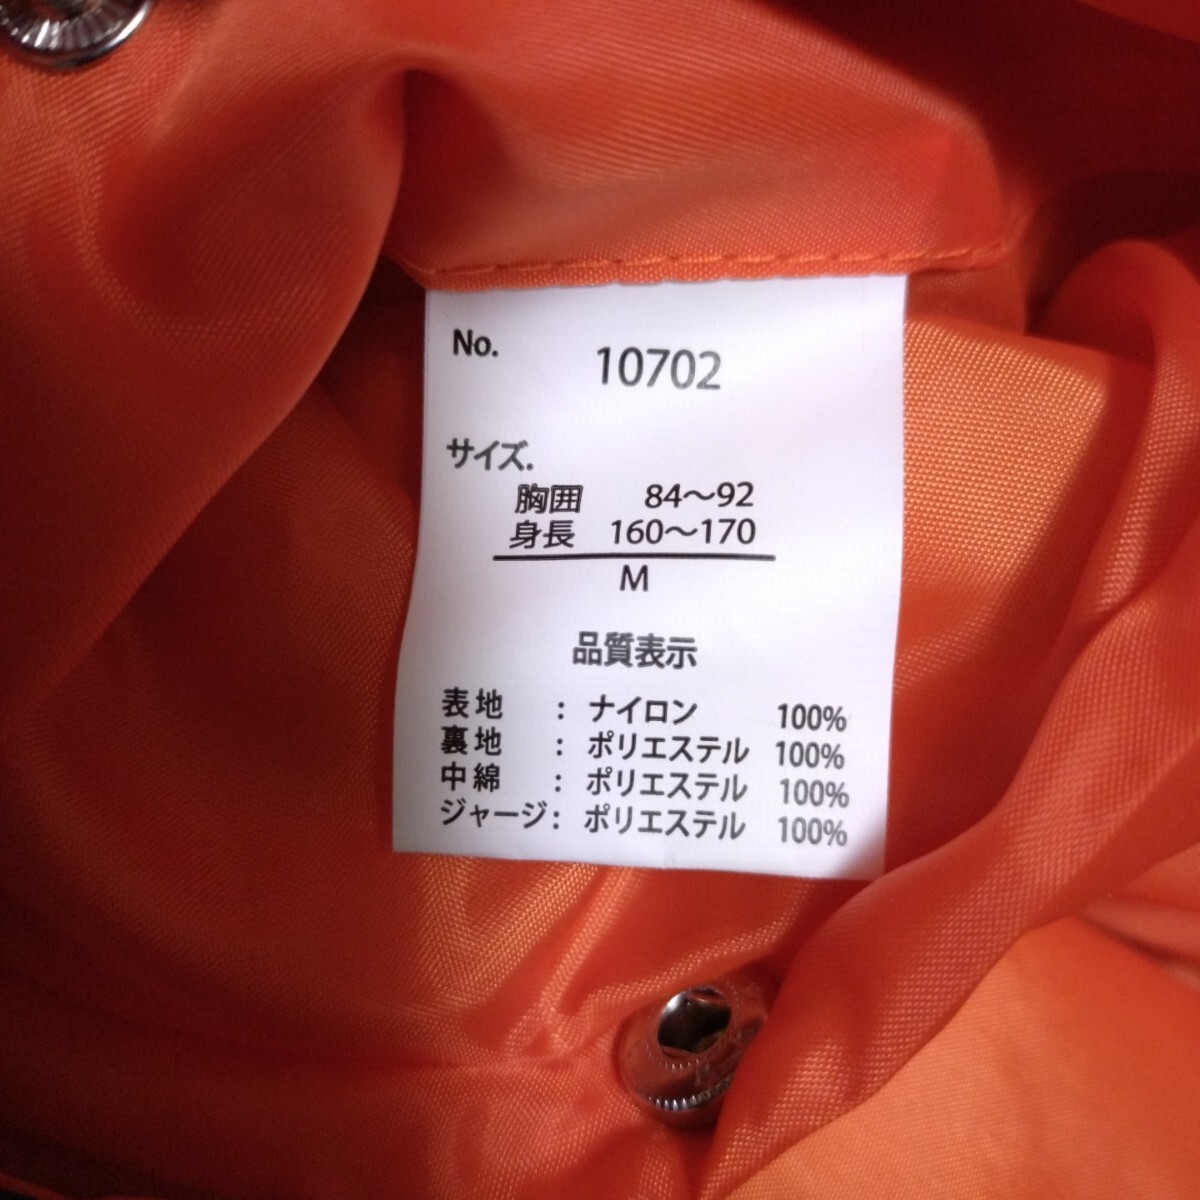 No. 10702
サイズ.
胸囲 84〜92
身長 160〜170
M
品質表示
表地 : ナイロン 100%
裏地 : ポリエステル 100%
中綿 : ポリエステル 100%
ジャージ : ポリエステル 100%